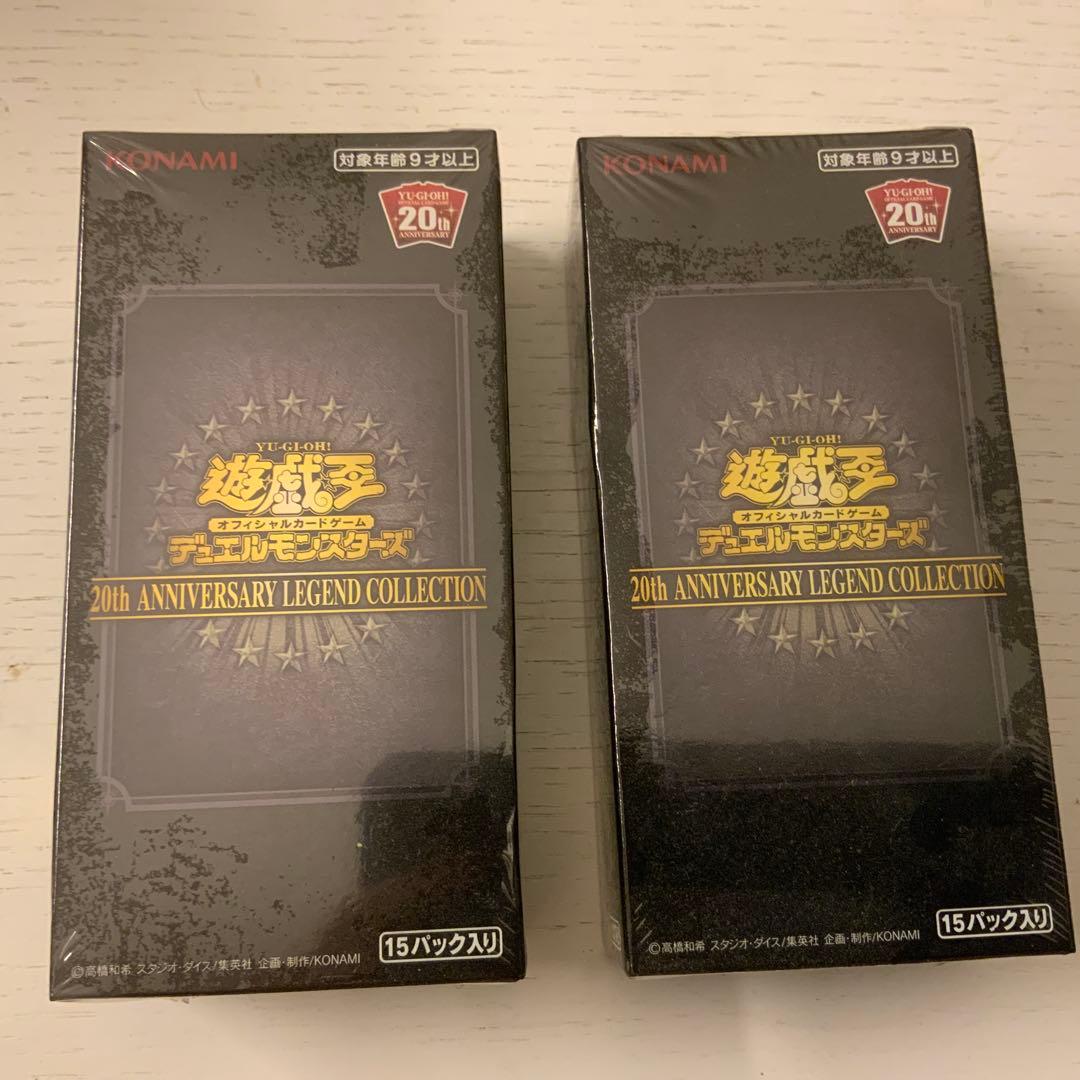 KONAMI
対象年齢9才以上
YU-GI-OH!
OFFICIAL CARD GAME
20th
ANNIVERSARY
YU-GI-OH!
遊戯王
オフィシャルカードゲーム
デュエルモンスターズ
20th ANNIVERSARY LEGEND COLLECTION
15パック入り
©高橋和希 スタジオ・ダイス/集英社 企画・制作/KONAMI
KONAMI
対象年齢9才以上
YU-GI-OH!
OFFICIAL CARD GAME
20th
ANNIVERSARY
YU-GI-OH!
遊戯王
オフィシャルカードゲーム
デュエルモンスターズ
20th ANNIVERSARY LEGEND COLLECTION
15パック入り
©高橋和希 スタジオ・ダイス/集英社 企画・制作/KONAMI